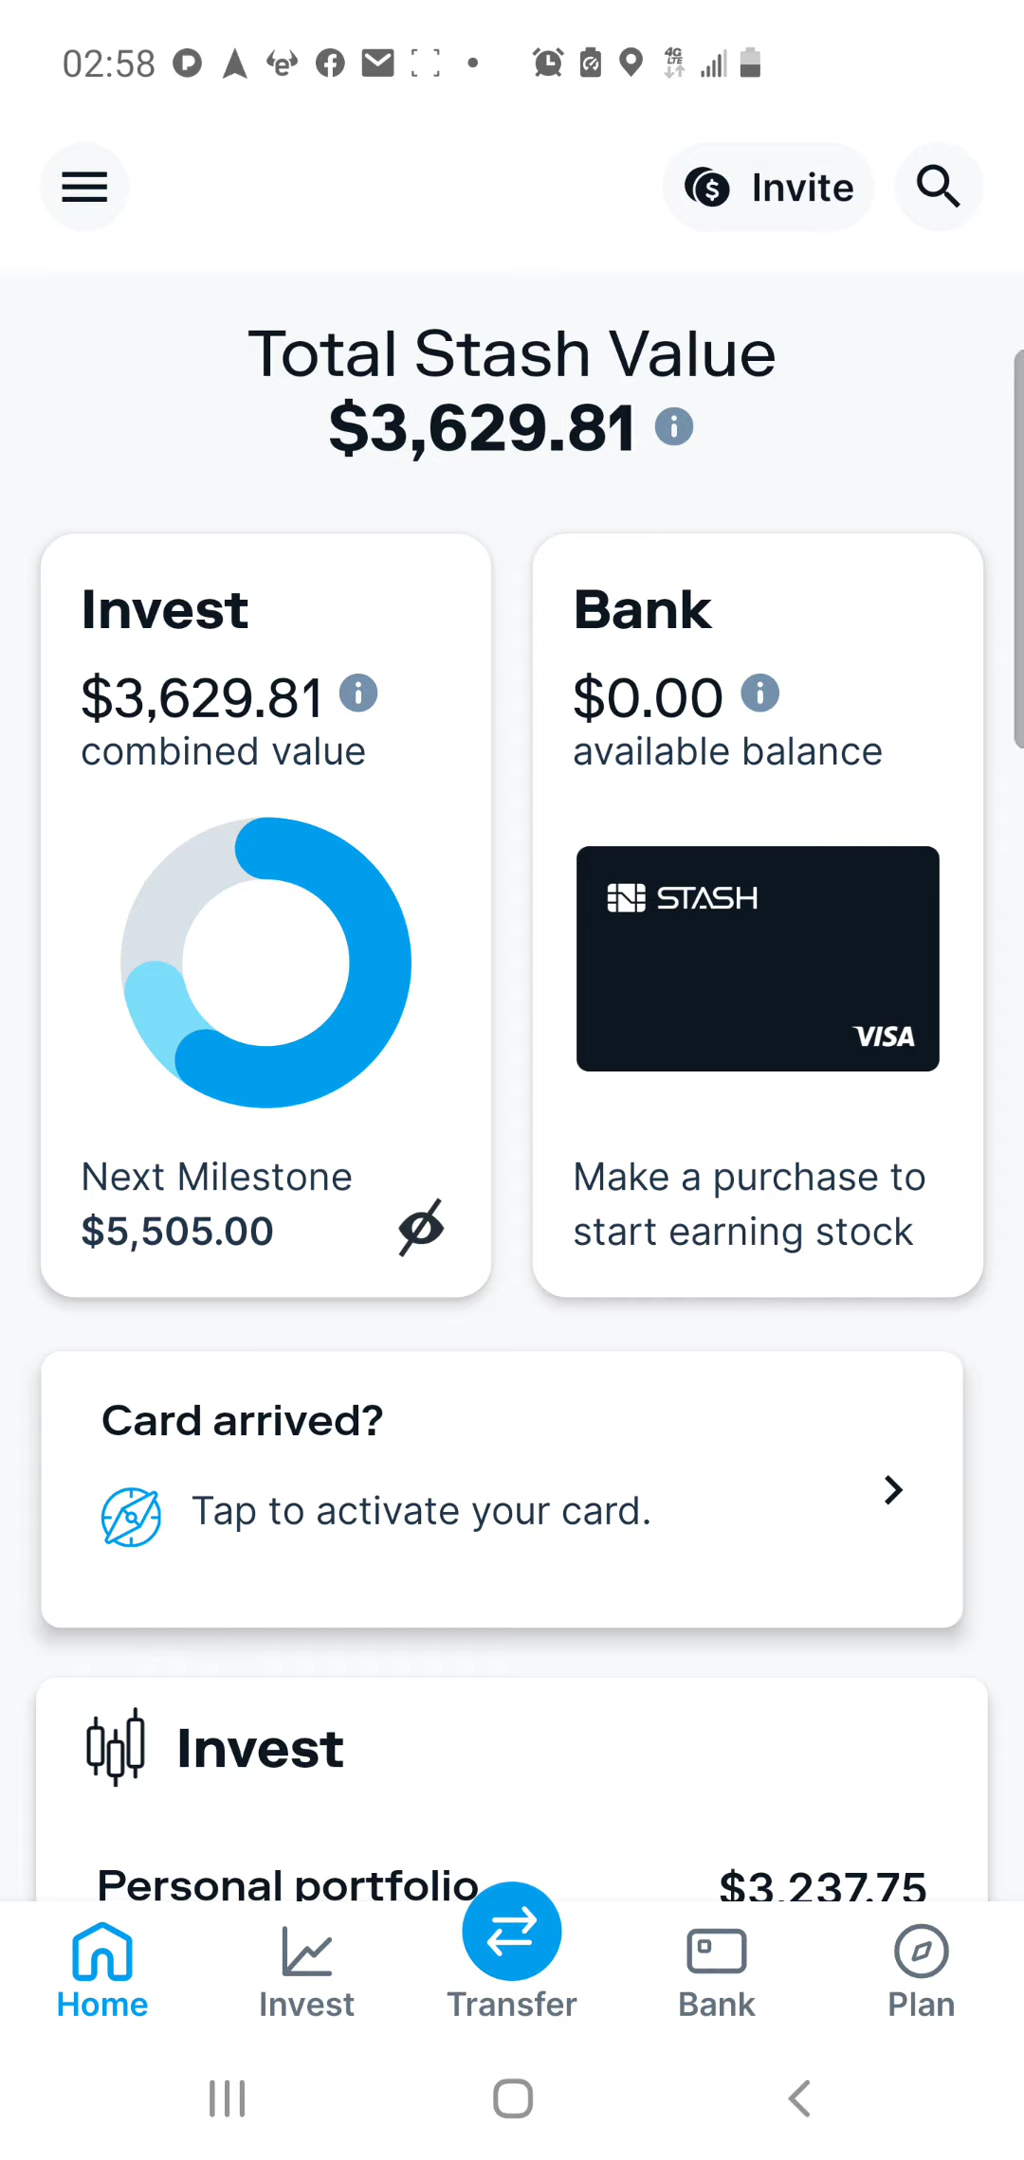 02:58
4G
LTE
Invite
Total Stash Value
$3,629.81
Invest
$3,629.81
combined value
Next Milestone
$5,505.00
Bank
$0.00
available balance
STASH
VISA
Make a purchase to
start earning stock
Card arrived?
Tap to activate your card.
Invest
Personal portfolio
$3,237.75
Home
Invest
Transfer
Bank
Plan